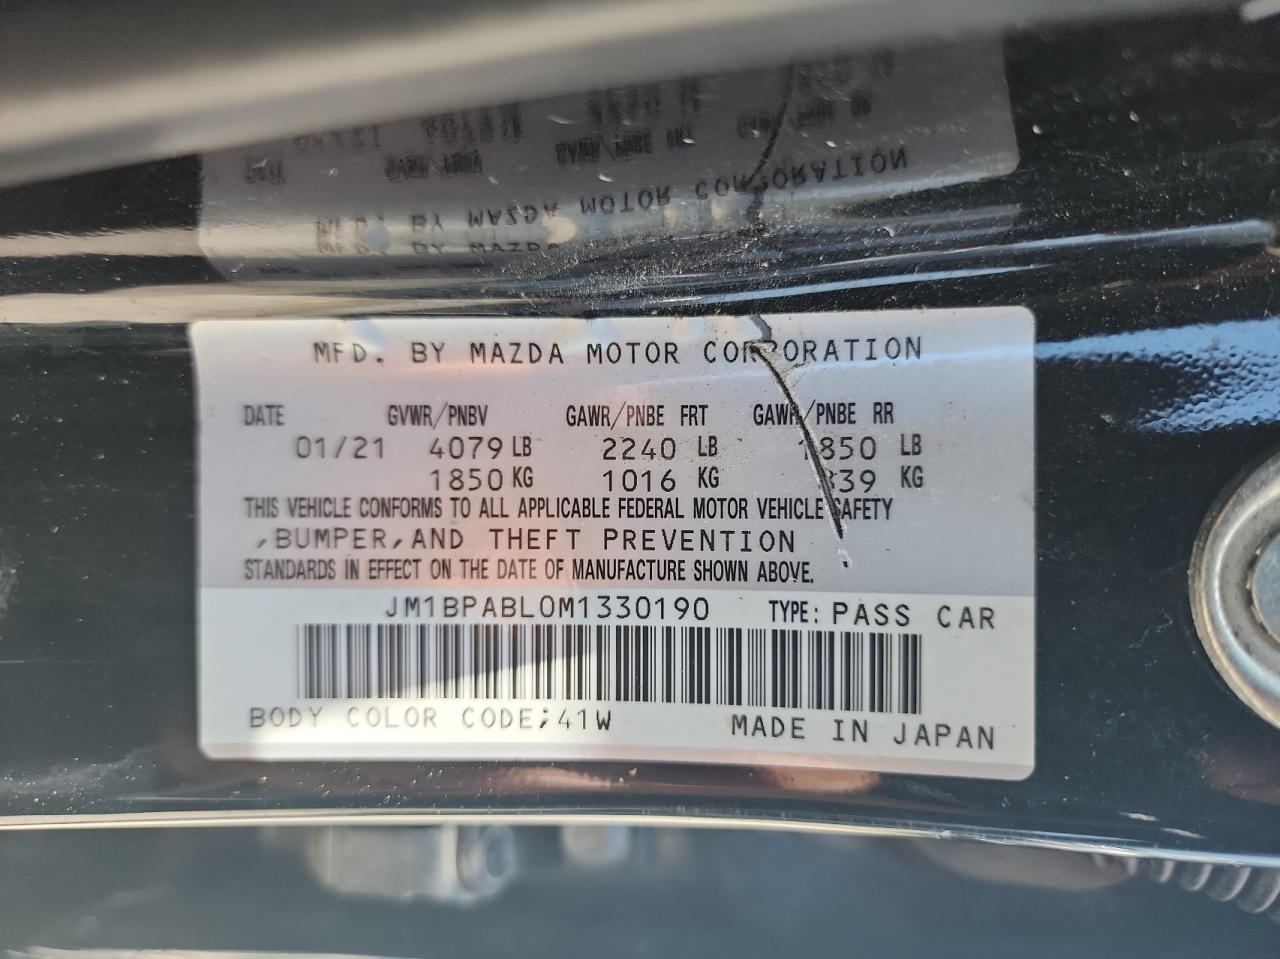 MFD. BY MAZDA MOTOR CORPORATION
DATE GVWR/PNBV GAWR/PNBE FRT GAWR/PNBE RR
01/21 4079 LB 2240 LB 1850 LB
1850 KG 1016 KG 839 KG
THIS VEHICLE CONFORMS TO ALL APPLICABLE FEDERAL MOTOR VEHICLE SAFETY
,BUMPER,AND THEFT PREVENTION
STANDARDS IN EFFECT ON THE DATE OF MANUFACTURE SHOWN ABOVE.
JM1BPABL0M1330190 TYPE: PASS CAR
BODY COLOR CODE;41W MADE IN JAPAN